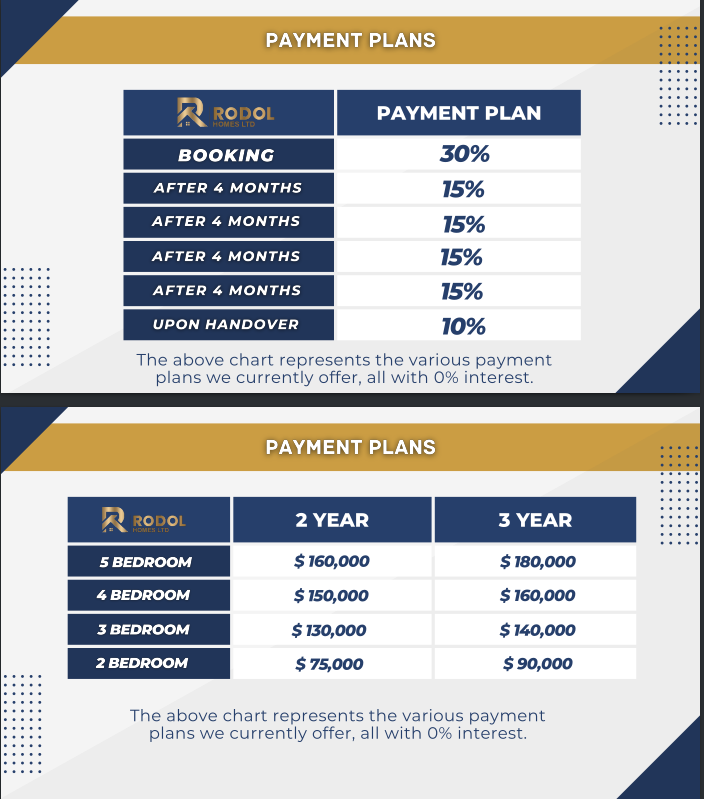 PAYMENT PLANS
RODOL
HOMES LTD
PAYMENT PLAN
BOOKING 30%
AFTER 4 MONTHS 15%
AFTER 4 MONTHS 15%
AFTER 4 MONTHS 15%
AFTER 4 MONTHS 15%
UPON HANDOVER 10%
The above chart represents the various payment
plans we currently offer, all with 0% interest.
PAYMENT PLANS
RODOL
HOMES LTD
2 YEAR 3 YEAR
5 BEDROOM $ 160,000 $ 180,000
4 BEDROOM $ 150,000 $ 160,000
3 BEDROOM $ 130,000 $ 140,000
2 BEDROOM $ 75,000 $ 90,000
The above chart represents the various payment
plans we currently offer, all with 0% interest.